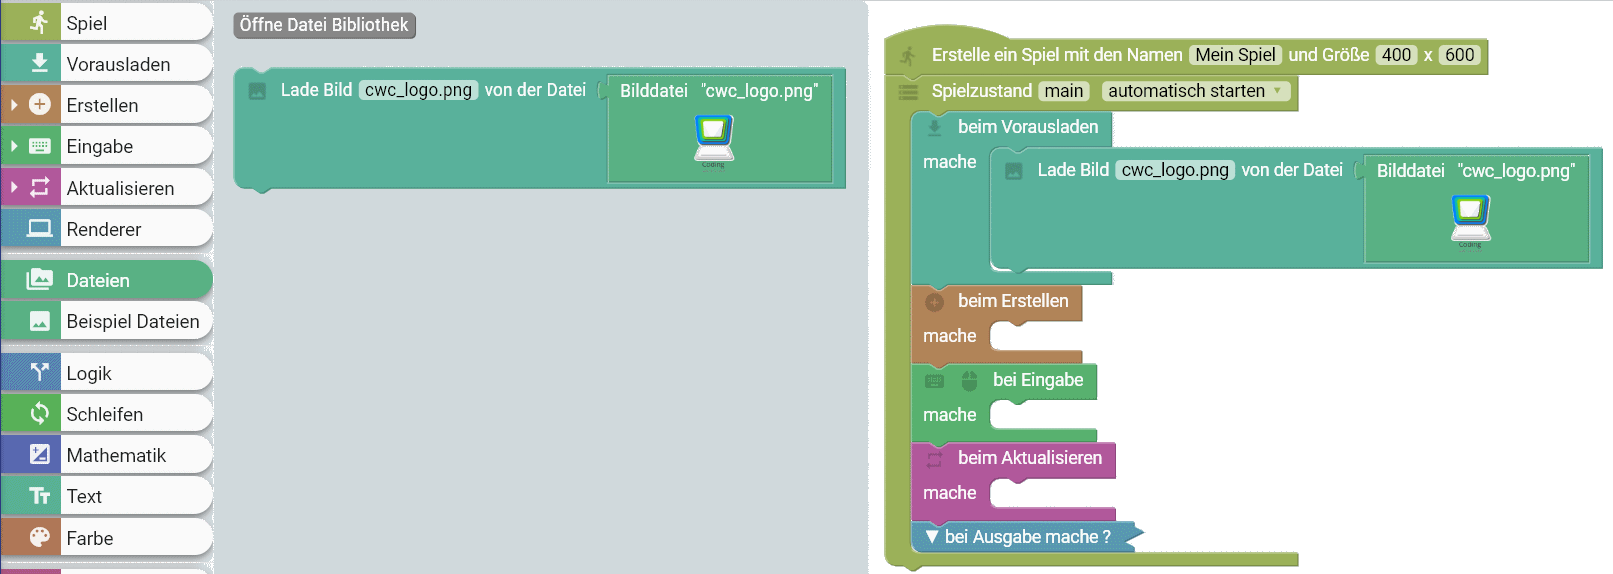 Spiel
Vorausladen
Erstellen
Eingabe
Aktualisieren
Renderer
Dateien
Beispiel Dateien
Logik
Schleifen
Mathematik
Text
Farbe
Öffne Datei Bibliothek
Lade Bild cwc_logo.png von der Datei Bilddatei "cwc_logo.png"
Coding
Erstelle ein Spiel mit den Namen Mein Spiel und Größe 400 x 600
Spielzustand main automatisch starten
beim Vorausladen
mache Lade Bild cwc_logo.png von der Datei Bilddatei "cwc_logo.png"
Coding
beim Erstellen
mache
bei Eingabe
mache
beim Aktualisieren
mache
bei Ausgabe mache ?